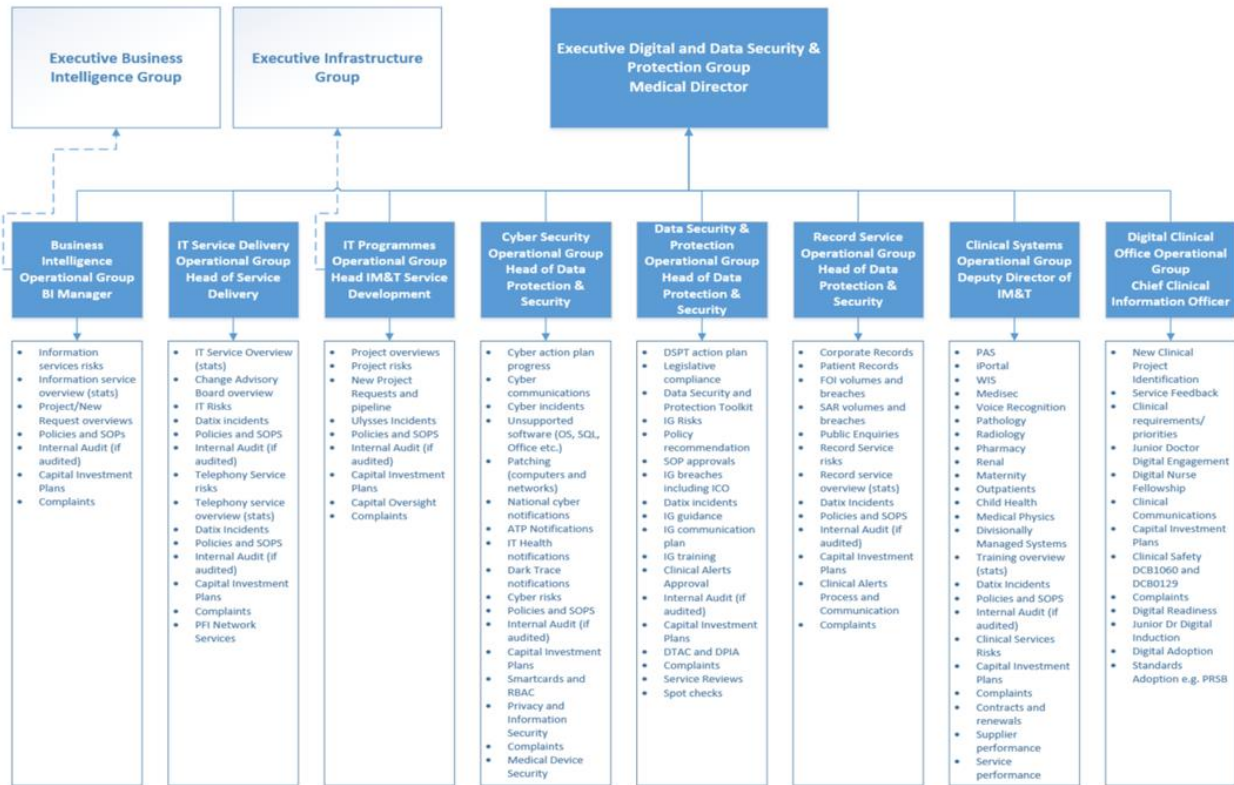 Executive Business
Intelligence Group
Executive Infrastructure
Group
Executive Digital and Data Security &
Protection Group
Medical Director
Business
Intelligence
Operational Group
BI Manager
IT Service Delivery
Operational Group
Head of Service
Delivery
IT Programmes
Operational Group
Head IM&T Service
Development
Cyber Security
Operational Group
Head of Data
Protection &
Security
Data Security &
Protection
Operational Group
Head of Data
Protection &
Security
Record Service
Operational Group
Head of Data
Protection &
Security
Clinical Systems
Operational Group
Deputy Director of
IM&T
Digital Clinical
Office Operational
Group
Chief Clinical
Information Officer
• Information
services risks
• Information service
overview (stats)
• Project/New
Request overviews
• Policies and SOPs
• Internal Audit (if
audited)
• Capital Investment
Plans
• Complaints
• IT Service Overview
(stats)
• Change Advisory
Board overview
• IT Risks
• Datix incidents
• Policies and SOPS
• Internal Audit (if
audited)
• Telephony Service
risks
• Telephony service
overview (stats)
• Datix Incidents
• Policies and SOPS
• Internal Audit (if
audited)
• Capital Investment
Plans
• Complaints
• PFI Network
Services
• Project overviews
• Project risks
• New Project
Requests and
pipeline
• Ulysses Incidents
• Policies and SOPS
• Internal Audit (if
audited)
• Capital Investment
Plans
• Capital Oversight
• Complaints
• Cyber action plan
progress
• Cyber
communications
• Cyber incidents
• Unsupported
software (OS, SQL,
Office etc.)
• Patching
(computers and
networks)
• National cyber
notifications
• ATP Notifications
• IT Health
notifications
• Dark Trace
notifications
• Cyber risks
• Policies and SOPS
• Internal Audit (if
audited)
• Capital Investment
Plans
• Smartcards and
RBAC
• Privacy and
Information
Security
• Complaints
• Medical Device
Security
• DSPT action plan
• Legislative
compliance
• Data Security and
Protection Toolkit
• IG Risks
• Policy
recommendation
• SOP approvals
• IG breaches
including ICO
• Datix incidents
• IG guidance
• IG communication
plan
• IG training
• Clinical Alerts
Approval
• Internal Audit (if
audited)
• Capital Investment
Plans
• DTAC and DPIA
• Complaints
• Service Reviews
• Spot checks
• Corporate Records
• Patient Records
• FOI volumes and
breaches
• SAR volumes and
breaches
• Public Enquiries
• Record Service
risks
• Record service
overview (stats)
• Datix Incidents
• Policies and SOPS
• Internal Audit (if
audited)
• Capital Investment
Plans
• Clinical Alerts
Process and
Communication
• Complaints
• PAS
• iPortal
• WIS
• Medisec
• Voice Recognition
• Pathology
• Radiology
• Pharmacy
• Renal
• Maternity
• Outpatients
• Child Health
• Medical Physics
• Divisionally
Managed Systems
• Training overview
(stats)
• Datix Incidents
• Policies and SOPS
• Internal Audit (if
audited)
• Clinical Services
Risks
• Capital Investment
Plans
• Complaints
• Contracts and
renewals
• Supplier
performance
• Service
performance
• New Clinical
Project
Identification
• Service Feedback
• Clinical
requirements/
priorities
• Junior Doctor
Digital Engagement
• Digital Nurse
Fellowship
• Clinical
Communications
• Capital Investment
Plans
• Clinical Safety
DCB1060 and
DCB0129
• Complaints
• Digital Readiness
• Junior Dr Digital
Induction
• Digital Adoption
• Standards
Adoption e.g. PRSB